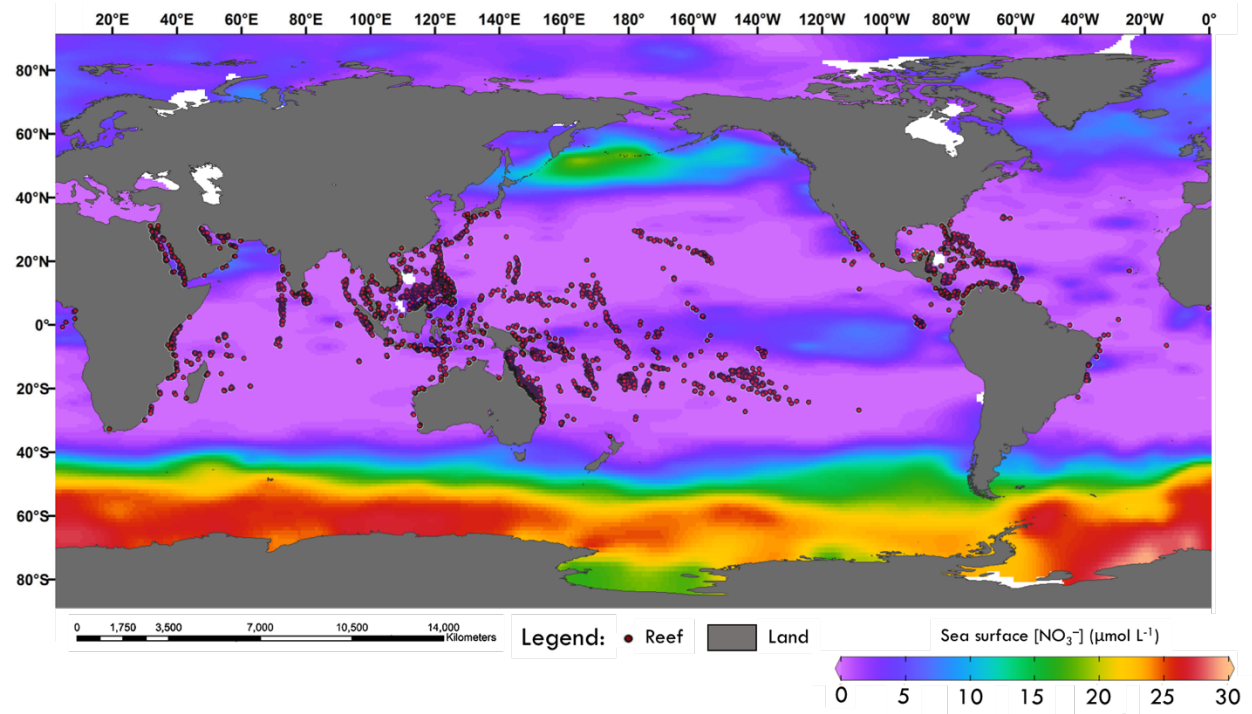 20°E 40°E 60°E 80°E 100°E 120°E 140°E 160°E 180° 160°W 140°W 120°W 100°W 80°W 60°W 40°W 20°W 0°
80°N
60°N
40°N
20°N
0°
20°S
40°S
60°S
80°S
0 1,750 3,500 7,000 10,500 14,000
Kilometers
Legend: Reef Land
Sea surface [NO₃⁻] (µmol L⁻¹)
0 5 10 15 20 25 30